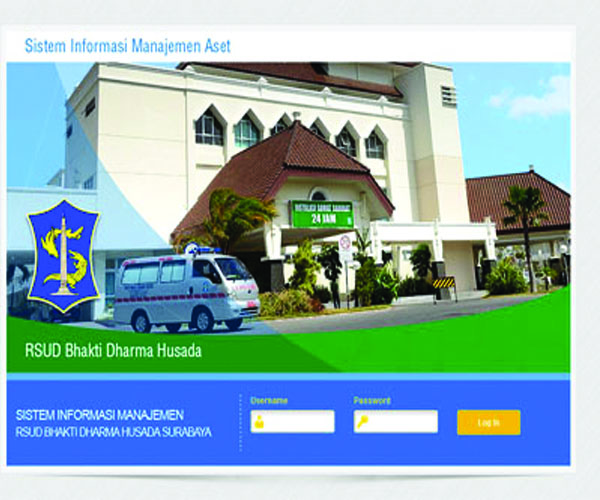 Sistem Informasi Manajemen Aset
INSTALASI GAWAT DARURAT
24 JAM
RSUD Bhakti Dharma Husada
Username
Password
SISTEM INFORMASI MANAJEMEN
RSUD BHAKTI DHARMA HUSADA SURABAYA
Log In